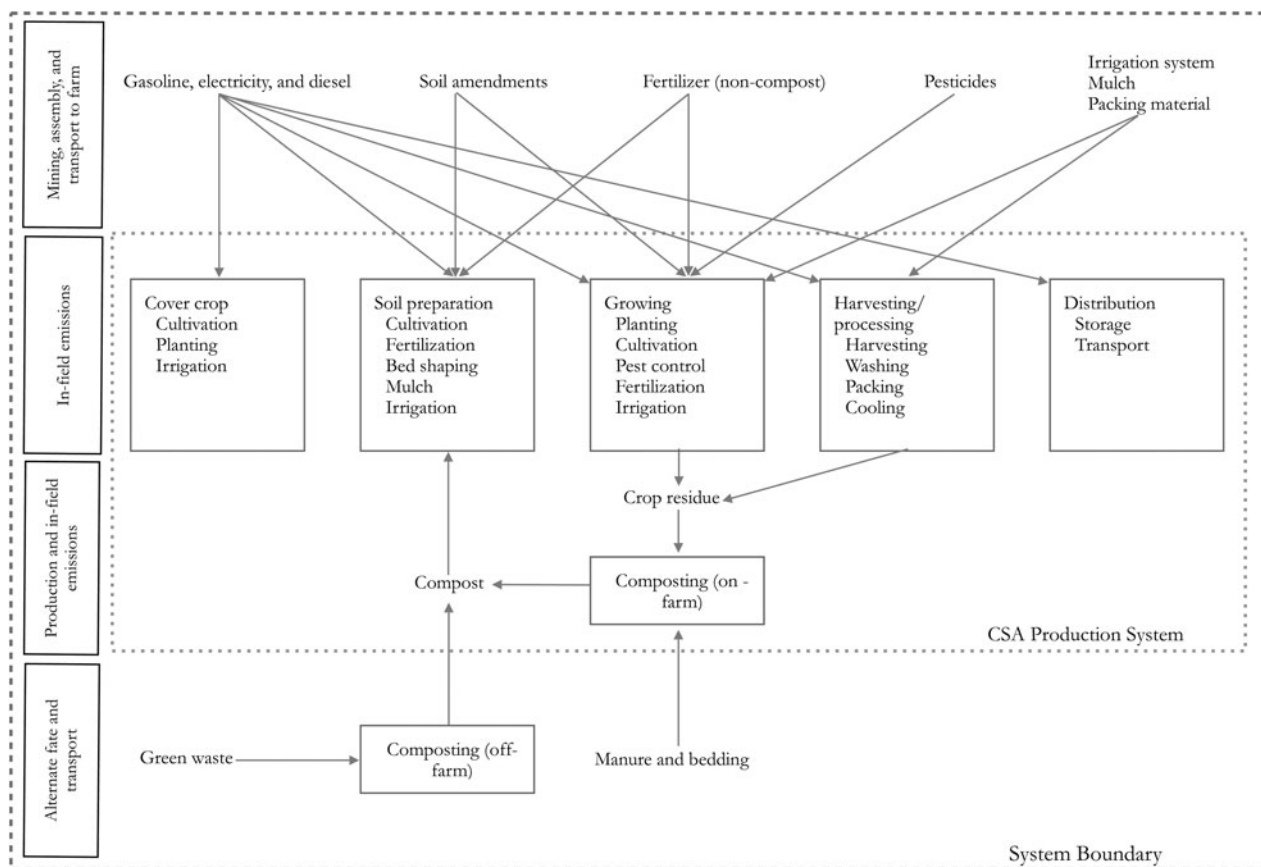 Mining, assembly, and
transport to farm
Gasoline, electricity, and diesel
Soil amendments
Fertilizer (non-compost)
Pesticides
Irrigation system
Mulch
Packing material
In-field emissions
Cover crop
Cultivation
Planting
Irrigation
Soil preparation
Cultivation
Fertilization
Bed shaping
Mulch
Irrigation
Growing
Planting
Cultivation
Pest control
Fertilization
Irrigation
Harvesting/
processing
Harvesting
Washing
Packing
Cooling
Distribution
Storage
Transport
Production and in-field
emissions
Crop residue
Compost
Composting (on -
farm)
CSA Production System
Alternate fate and
transport
Green waste
Composting (off-
farm)
Manure and bedding
System Boundary